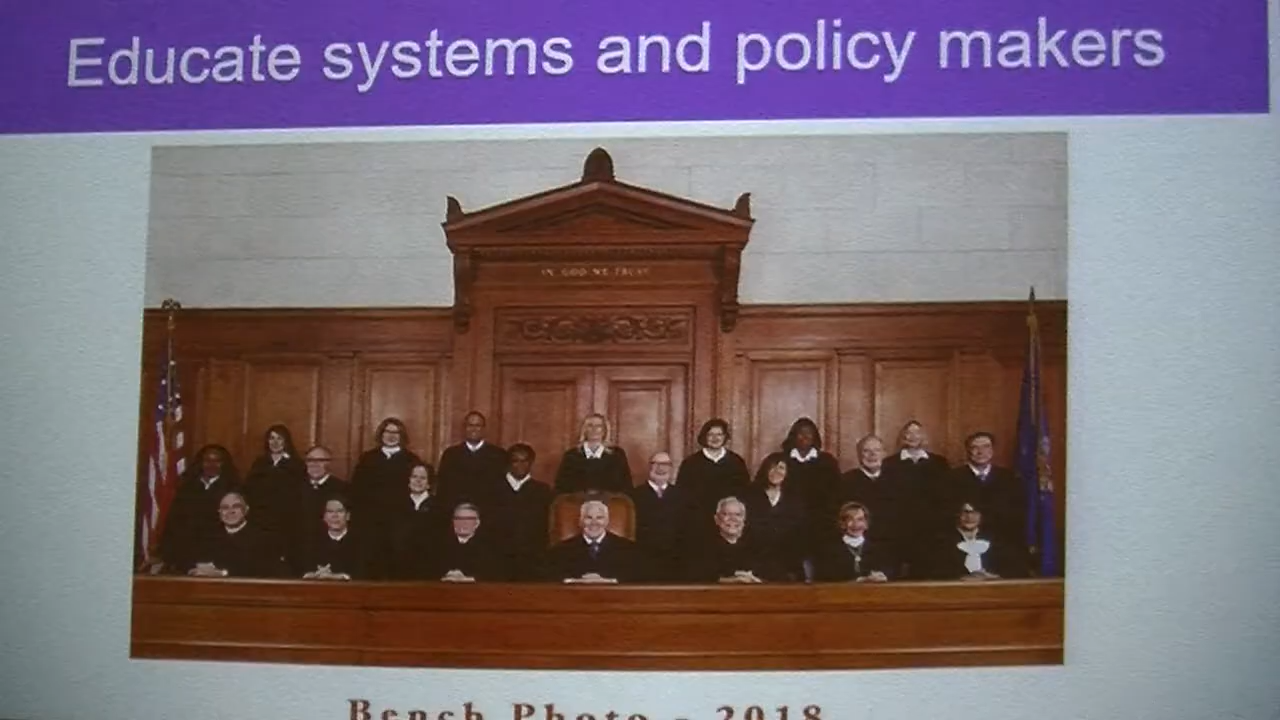 Educate systems and policy makers
IN GOD WE TRUST
Bench Photo - 2018